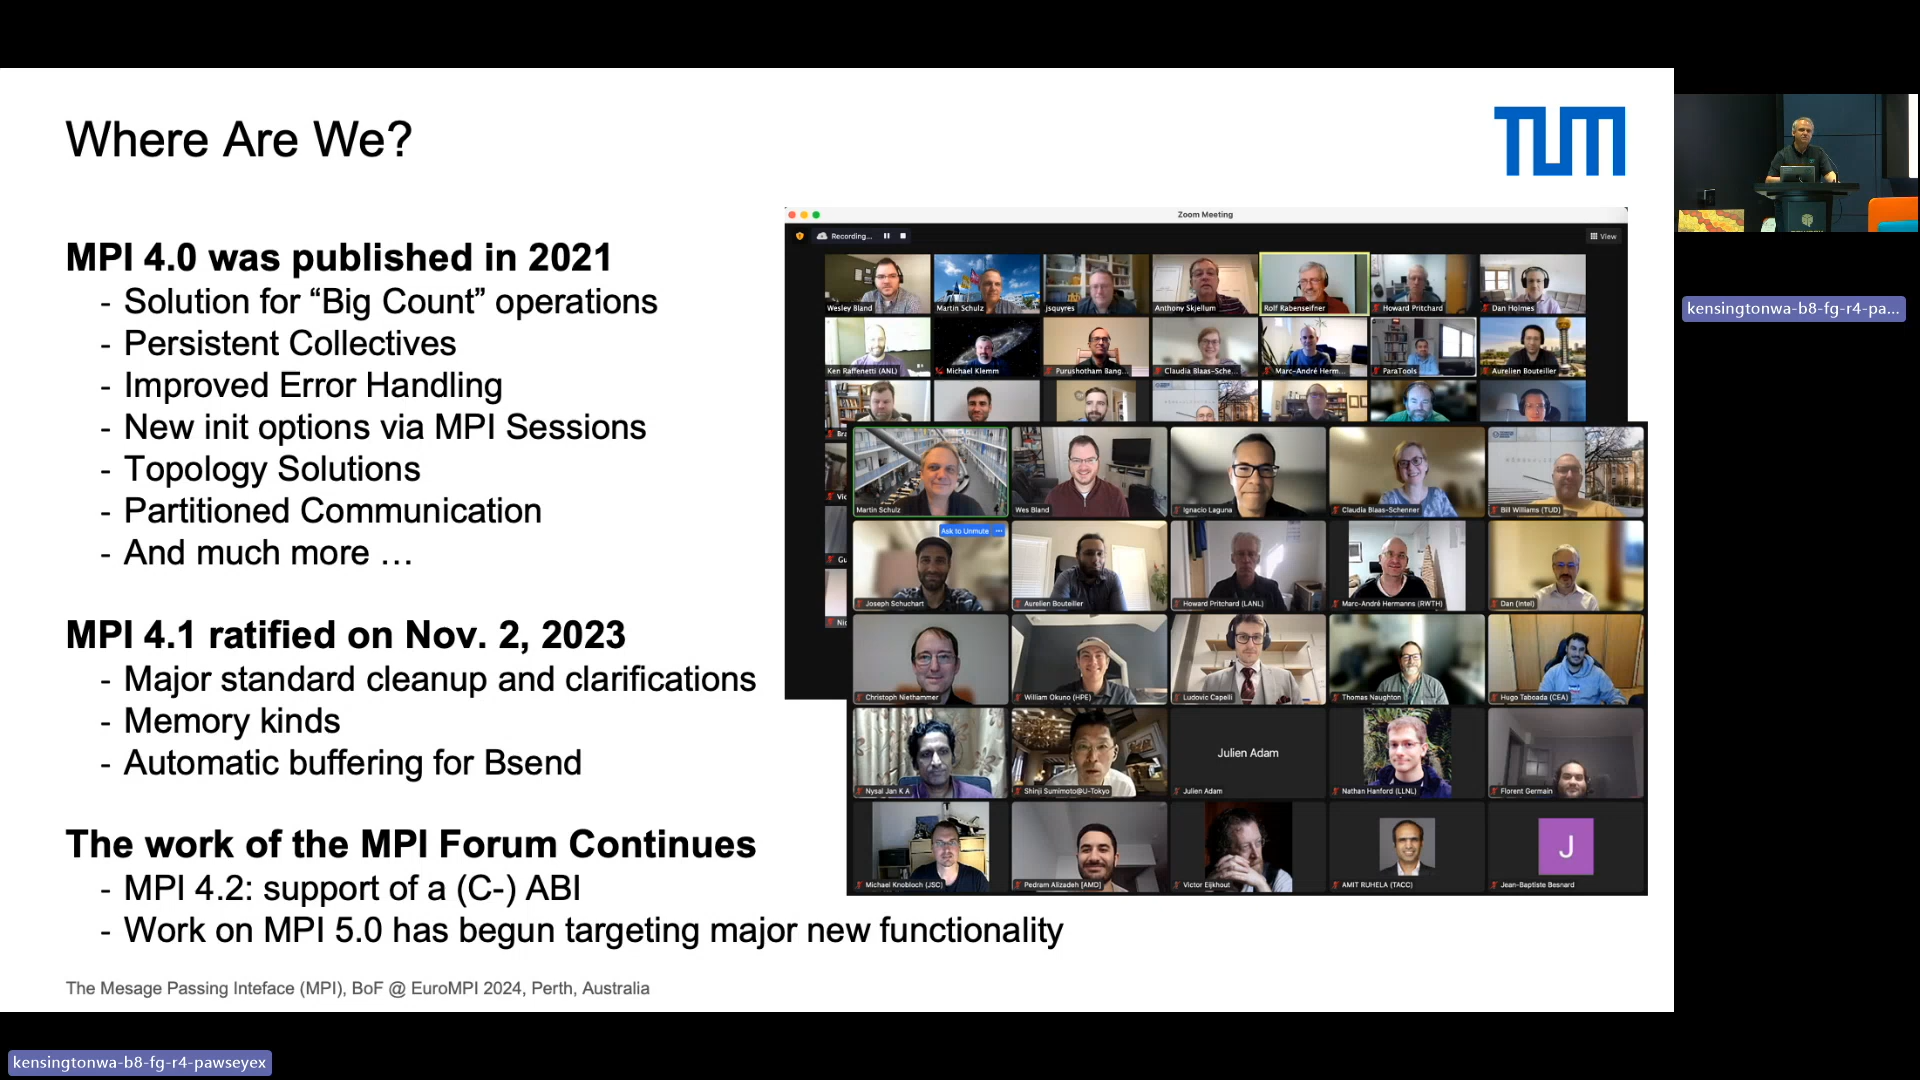 Where Are We?
TUM
MPI 4.0 was published in 2021
- Solution for “Big Count” operations
- Persistent Collectives
- Improved Error Handling
- New init options via MPI Sessions
- Topology Solutions
- Partitioned Communication
- And much more …
MPI 4.1 ratified on Nov. 2, 2023
- Major standard cleanup and clarifications
- Memory kinds
- Automatic buffering for Bsend
The work of the MPI Forum Continues
- MPI 4.2: support of a (C-) ABI
- Work on MPI 5.0 has begun targeting major new functionality
The Mesage Passing Inteface (MPI), BoF @ EuroMPI 2024, Perth, Australia
Zoom Meeting
Recording...
View
Wesley Bland Martin Schulz jsquyres Anthony Skjellum Rolf Rabenseifner Howard Pritchard Dan Holmes
Ken Raffenetti (ANL) Michael Klemm Purushotham Bang... Claudia Blaas-Sche... Marc-André Herm... ParaTools Aurelien Bouteiller
Martin Schulz Wes Bland Ignacio Laguna Claudia Blaas-Schenner Bill Williams (TUD)
Ask to Unmute ...
Joseph Schuchart Aurelien Bouteiller Howard Pritchard (LANL) Marc-André Hermanns (RWTH) Dan (Intel)
Christoph Niethammer William Okuno (HPE) Ludovic Capelli Thomas Naughton Hugo Taboada (CEA)
Julien Adam
Nysal Jan K A Shinji Sumimoto@U-Tokyo Julien Adam Nathan Hanford (LLNL) Florent Germain
J
Michael Knobloch (JSC) Pedram Alizadeh [AMD] Victor Eijkhout AMIT RUHELA (TACC) Jean-Baptiste Besnard
kensingtonwa-b8-fg-r4-pa...
kensingtonwa-b8-fg-r4-pawseyex